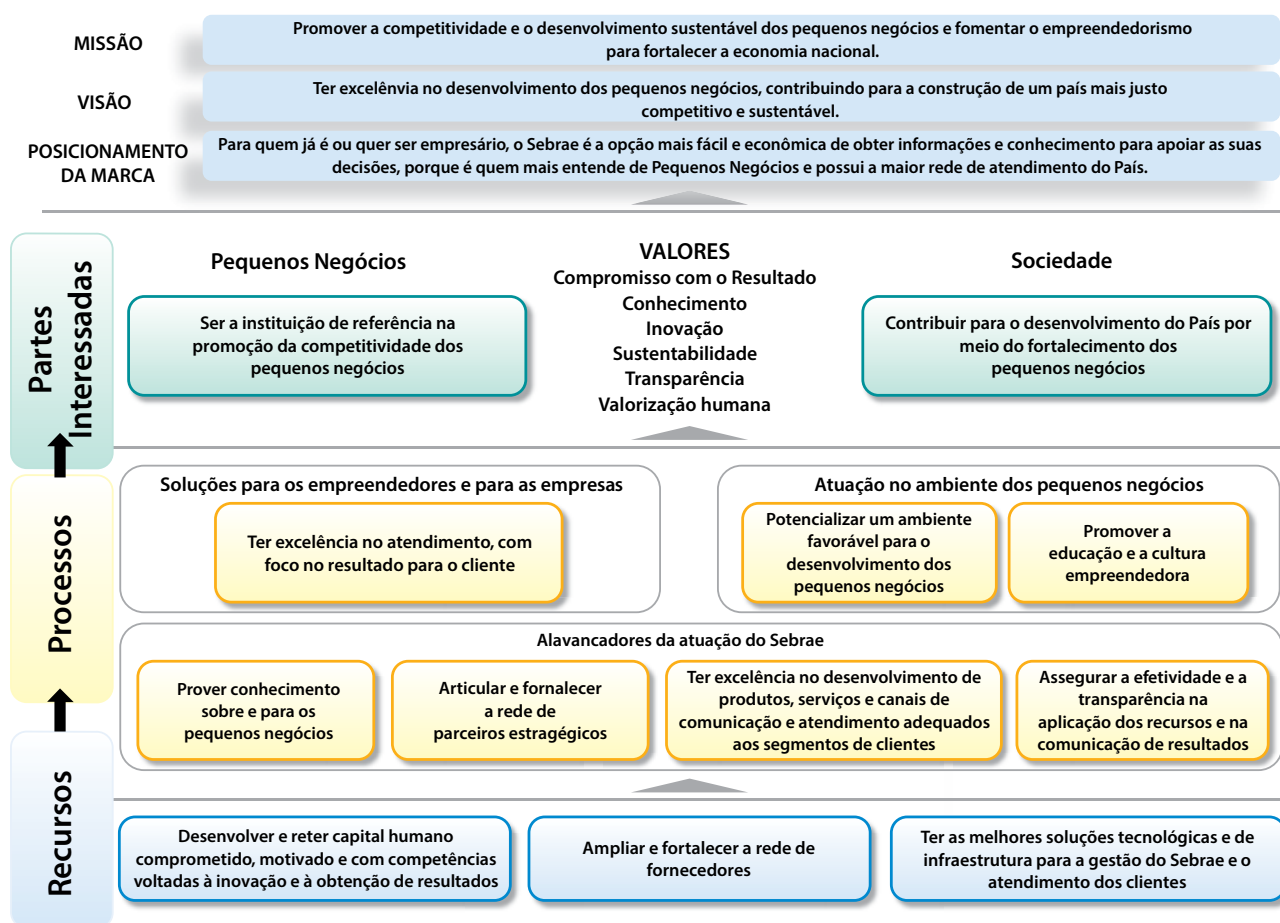 MISSÃO
Promover a competitividade e o desenvolvimento sustentável dos pequenos negócios e fomentar o empreendedorismo
para fortalecer a economia nacional.
VISÃO
Ter excelênvia no desenvolvimento dos pequenos negócios, contribuindo para a construção de um país mais justo
competitivo e sustentável.
POSICIONAMENTO
DA MARCA
Para quem já é ou quer ser empresário, o Sebrae é a opção mais fácil e econômica de obter informações e conhecimento para apoiar as suas
decisões, porque é quem mais entende de Pequenos Negócios e possui a maior rede de atendimento do País.
Partes
Interessadas
Pequenos Negócios
Ser a instituição de referência na
promoção da competitividade dos
pequenos negócios
VALORES
Compromisso com o Resultado
Conhecimento
Inovação
Sustentabilidade
Transparência
Valorização humana
Sociedade
Contribuir para o desenvolvimento do País por
meio do fortalecimento dos
pequenos negócios
Processos
Soluções para os empreendedores e para as empresas
Ter excelência no atendimento, com
foco no resultado para o cliente
Atuação no ambiente dos pequenos negócios
Potencializar um ambiente
favorável para o
desenvolvimento dos
pequenos negócios
Promover a
educação e a cultura
empreendedora
Alavancadores da atuação do Sebrae
Prover conhecimento
sobre e para os
pequenos negócios
Articular e fornalecer
a rede de
parceiros estragégicos
Ter excelência no desenvolvimento de
produtos, serviços e canais de
comunicação e atendimento adequados
aos segmentos de clientes
Assegurar a efetividade e a
transparência na
aplicação dos recursos e na
comunicação de resultados
Recursos
Desenvolver e reter capital humano
comprometido, motivado e com competências
voltadas à inovação e à obtenção de resultados
Ampliar e fortalecer a rede de
fornecedores
Ter as melhores soluções tecnológicas e de
infraestrutura para a gestão do Sebrae e o
atendimento dos clientes